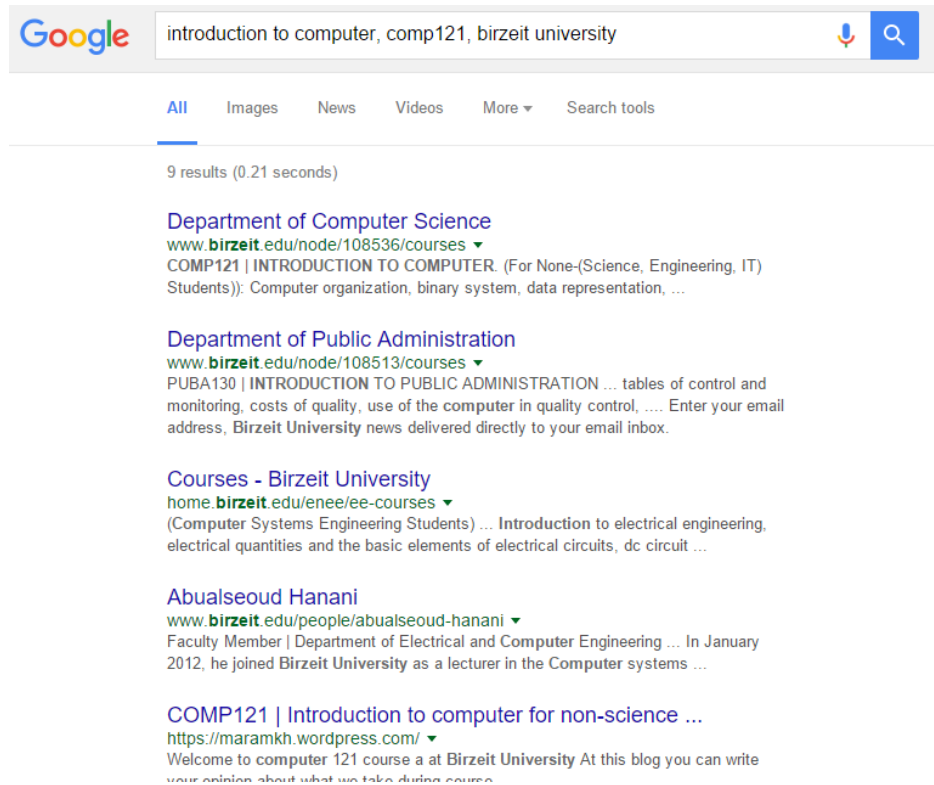 Google
introduction to computer, comp121, birzeit university
All Images News Videos More Search tools
9 results (0.21 seconds)
Department of Computer Science
www.birzeit.edu/node/108536/courses
COMP121 | INTRODUCTION TO COMPUTER. (For None-(Science, Engineering, IT)
Students)): Computer organization, binary system, data representation, ...
Department of Public Administration
www.birzeit.edu/node/108513/courses
PUBA130 | INTRODUCTION TO PUBLIC ADMINISTRATION ... tables of control and
monitoring, costs of quality, use of the computer in quality control, .... Enter your email
address, Birzeit University news delivered directly to your email inbox.
Courses - Birzeit University
home.birzeit.edu/enee/ee-courses
(Computer Systems Engineering Students) ... Introduction to electrical engineering,
electrical quantities and the basic elements of electrical circuits, dc circuit ...
Abualseoud Hanani
www.birzeit.edu/people/abualseoud-hanani
Faculty Member | Department of Electrical and Computer Engineering ... In January
2012, he joined Birzeit University as a lecturer in the Computer systems ...
COMP121 | Introduction to computer for non-science ...
https://maramkh.wordpress.com/
Welcome to computer 121 course a at Birzeit University At this blog you can write
your opinion about what we take during course